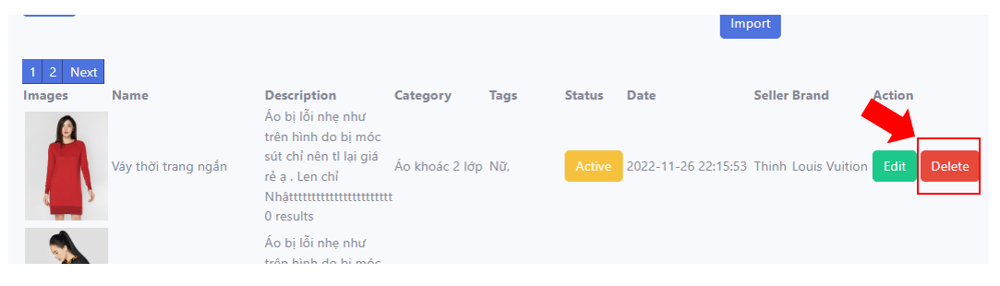 Import
1 2 Next
Images Name Description Category Tags Status Date Seller Brand Action
Áo bị lỗi nhẹ như
trên hình do bị móc
sút chỉ nên tl lại giá
Váy thời trang ngắn rẻ ạ . Len chỉ Áo khoác 2 lớp Nữ, Active 2022-11-26 22:15:53 Thinh Louis Vuition Edit Delete
Nhậttttttttttttttttttttttt
0 results
Áo bị lỗi nhẹ như
trên hình do bị móc